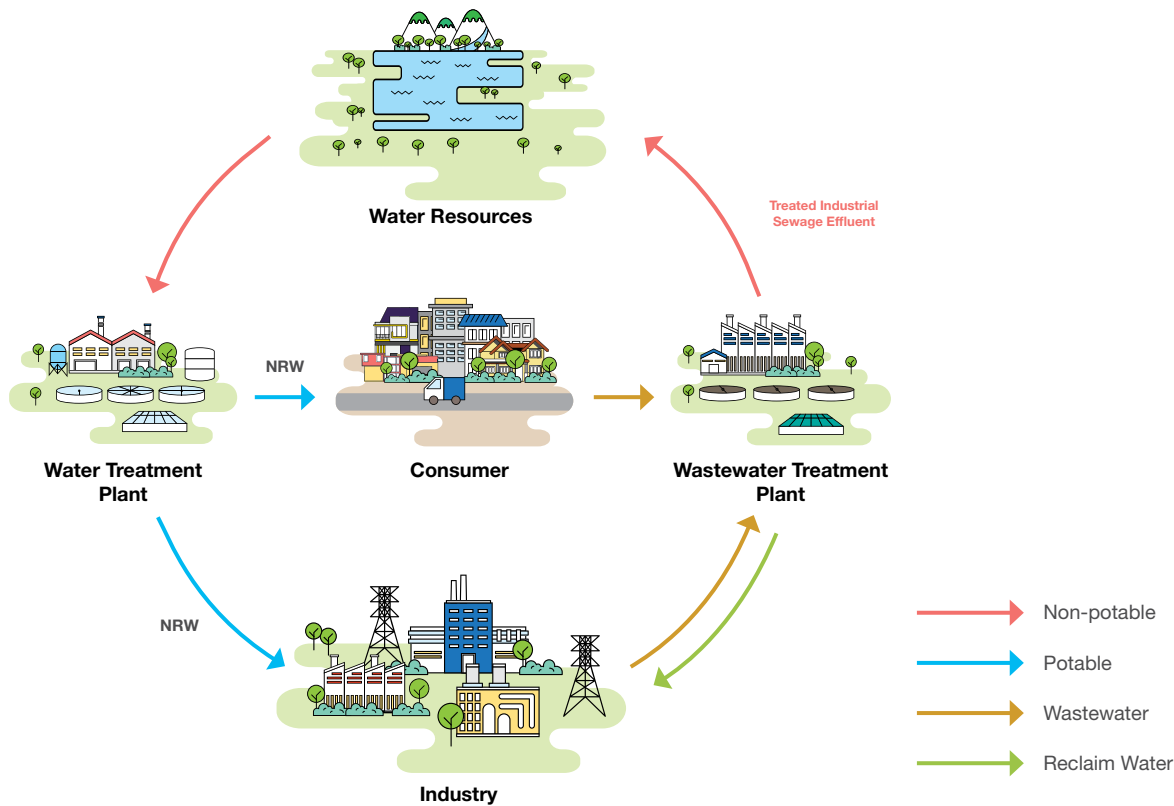 Water Resources
Treated Industrial
Sewage Effluent
NRW
Water Treatment
Plant
Consumer
Wastewater Treatment
Plant
NRW
Industry
Non-potable
Potable
Wastewater
Reclaim Water